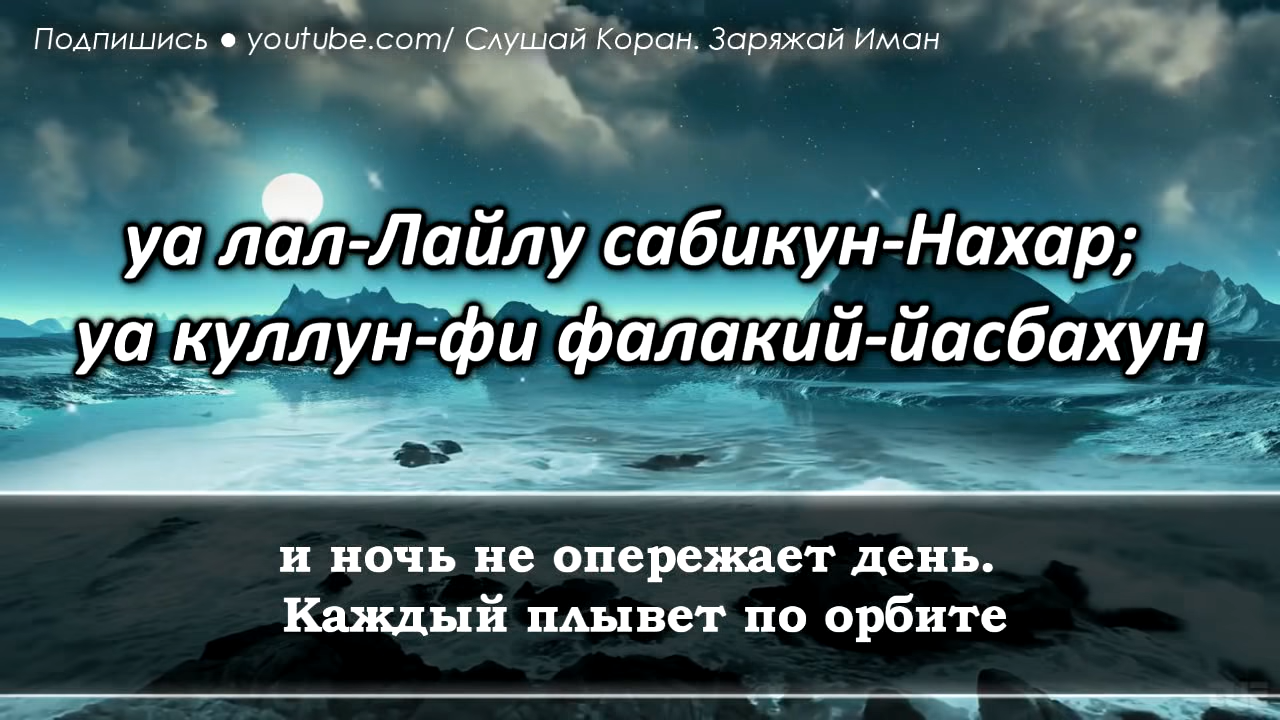 Подпишись ● youtube.com/ Слушай Коран. Заряжай Иман
уа лал-Лайлу сабикун-Нахар;
уа куллун-фи фалакий-йасбахун
и ночь не опережает день.
Каждый плывет по орбите